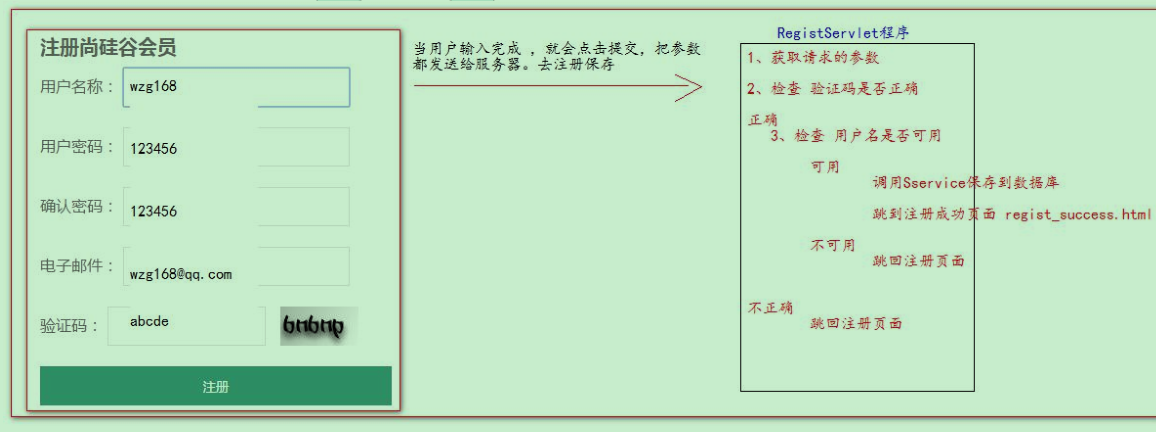 注册尚硅谷会员
用户名称：
wzg168
用户密码：
123456
确认密码：
123456
电子邮件：
wzg168@qq.com
验证码：
abcde
bnbnp
注册
当用户输入完成 ，就会点击提交，把参数
都发送给服务器。去注册保存
RegistServlet程序
1、获取请求的参数
2、检查 验证码是否正确
正确
3、检查 用户名是否可用
可用
调用Sservice保存到数据库
跳到注册成功页面 regist_success.html
不可用
跳回注册页面
不正确
跳回注册页面